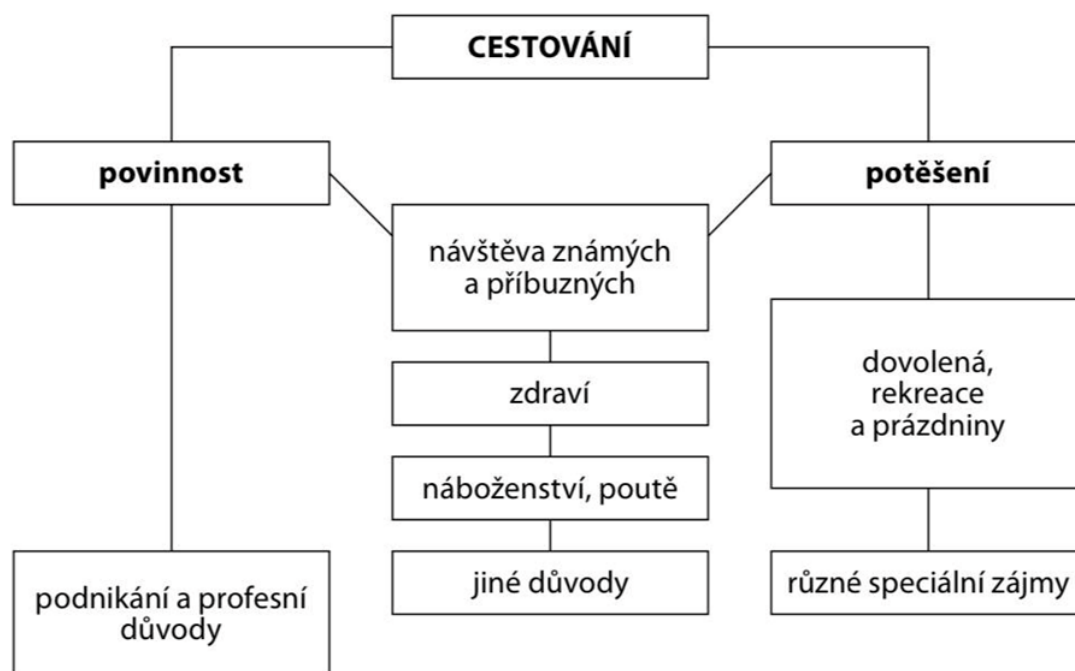 CESTOVÁNÍ
povinnost
potěšení
návštěva známých
a příbuzných
zdraví
náboženství, poutě
jiné důvody
dovolená,
rekreace
a prázdniny
různé speciální zájmy
podnikání a profesní
důvody